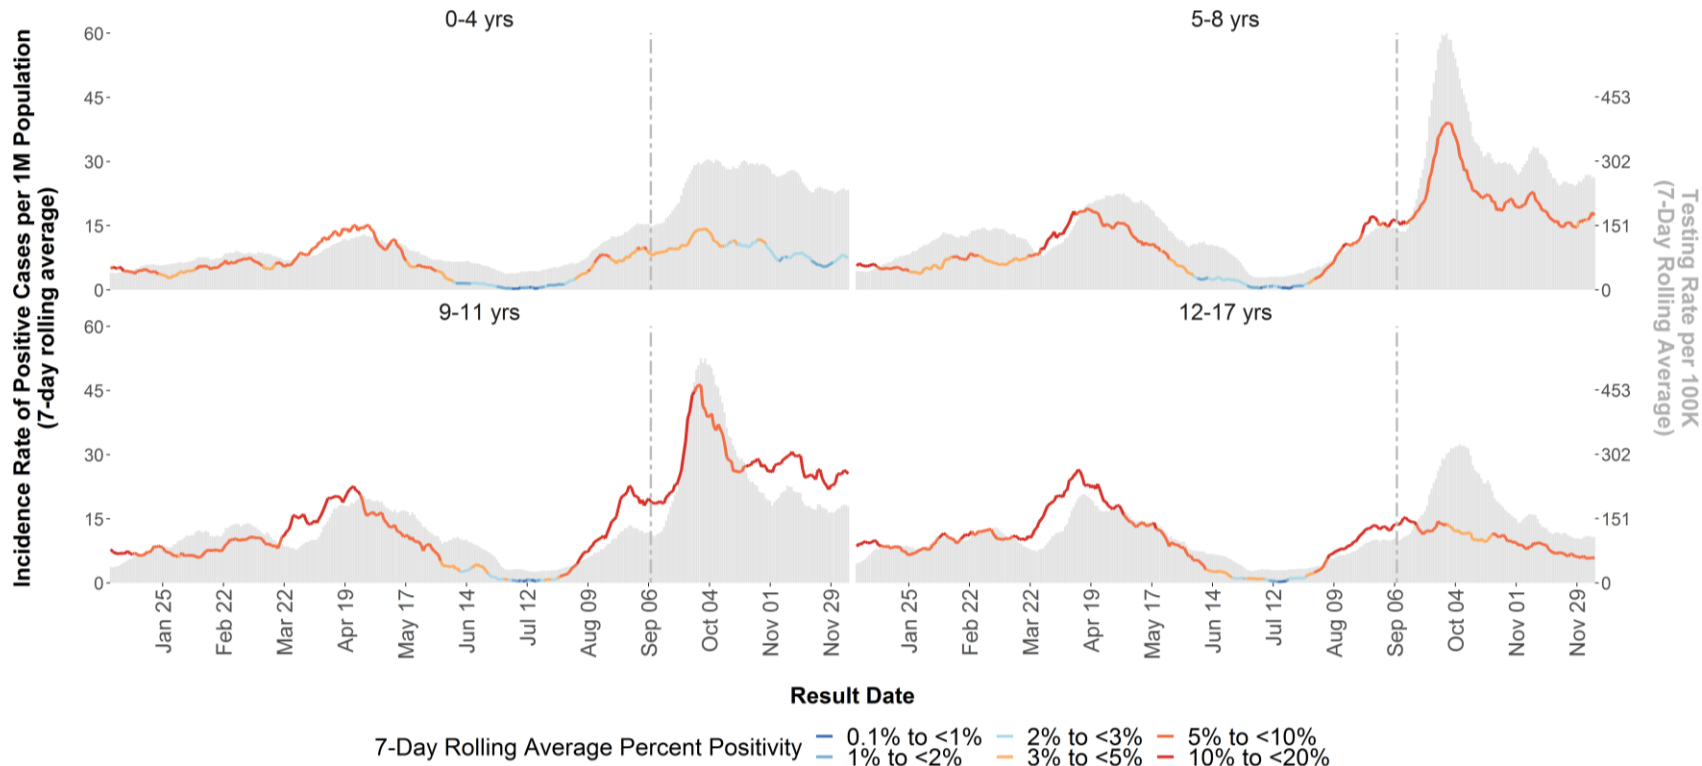 0-4 yrs
5-8 yrs
Incidence Rate of Positive Cases per 1M Population
(7-day rolling average)
60
45
30
15
0
453
302
151
0
Testing Rate per 100K
(7-Day Rolling Average)
9-11 yrs
12-17 yrs
60
45
30
15
0
453
302
151
0
Jan 25
Feb 22
Mar 22
Apr 19
May 17
Jun 14
Jul 12
Aug 09
Sep 06
Oct 04
Nov 01
Nov 29
Jan 25
Feb 22
Mar 22
Apr 19
May 17
Jun 14
Jul 12
Aug 09
Sep 06
Oct 04
Nov 01
Nov 29
Result Date
7-Day Rolling Average Percent Positivity
0.1% to <1%
2% to <3%
5% to <10%
1% to <2%
3% to <5%
10% to <20%